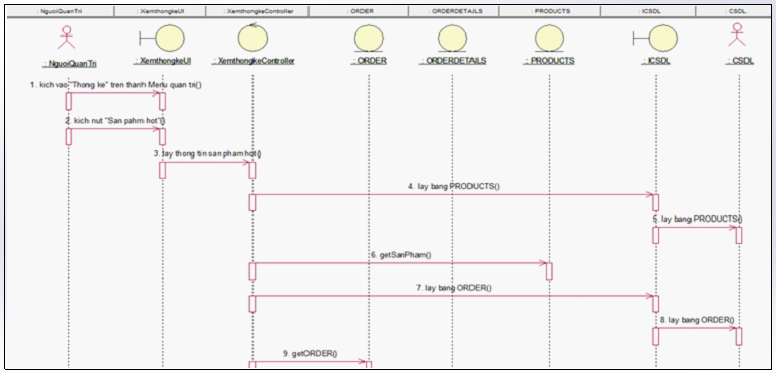 : NguoiQuanTri : XemthongkeUI : XemthongkeController : ORDER : ORDERDETAILS : PRODUCTS : ICSDL : CSDL
: NguoiQuanTri : XemthongkeUI : XemthongkeController : ORDER : ORDERDETAILS : PRODUCTS : ICSDL : CSDL
1. kich vao "Thong ke" tren thanh Menu quan tri()
2. kich nut "San pahm hot"()
3. lay thong tin san pham hot()
4. lay bang PRODUCTS()
5. lay bang PRODUCTS()
6. getSanPham()
7. lay bang ORDER()
8. lay bang ORDER()
9. getORDER()